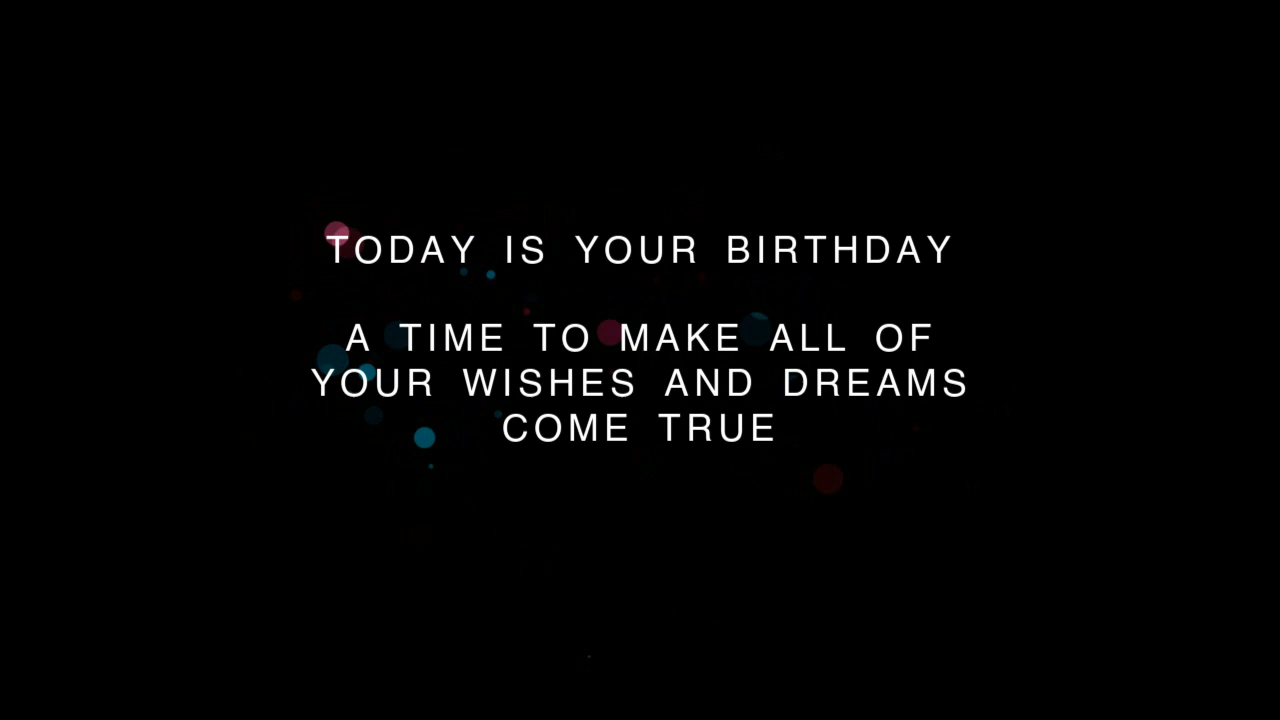 TODAY IS YOUR BIRTHDAY
A TIME TO MAKE ALL OF
YOUR WISHES AND DREAMS
COME TRUE